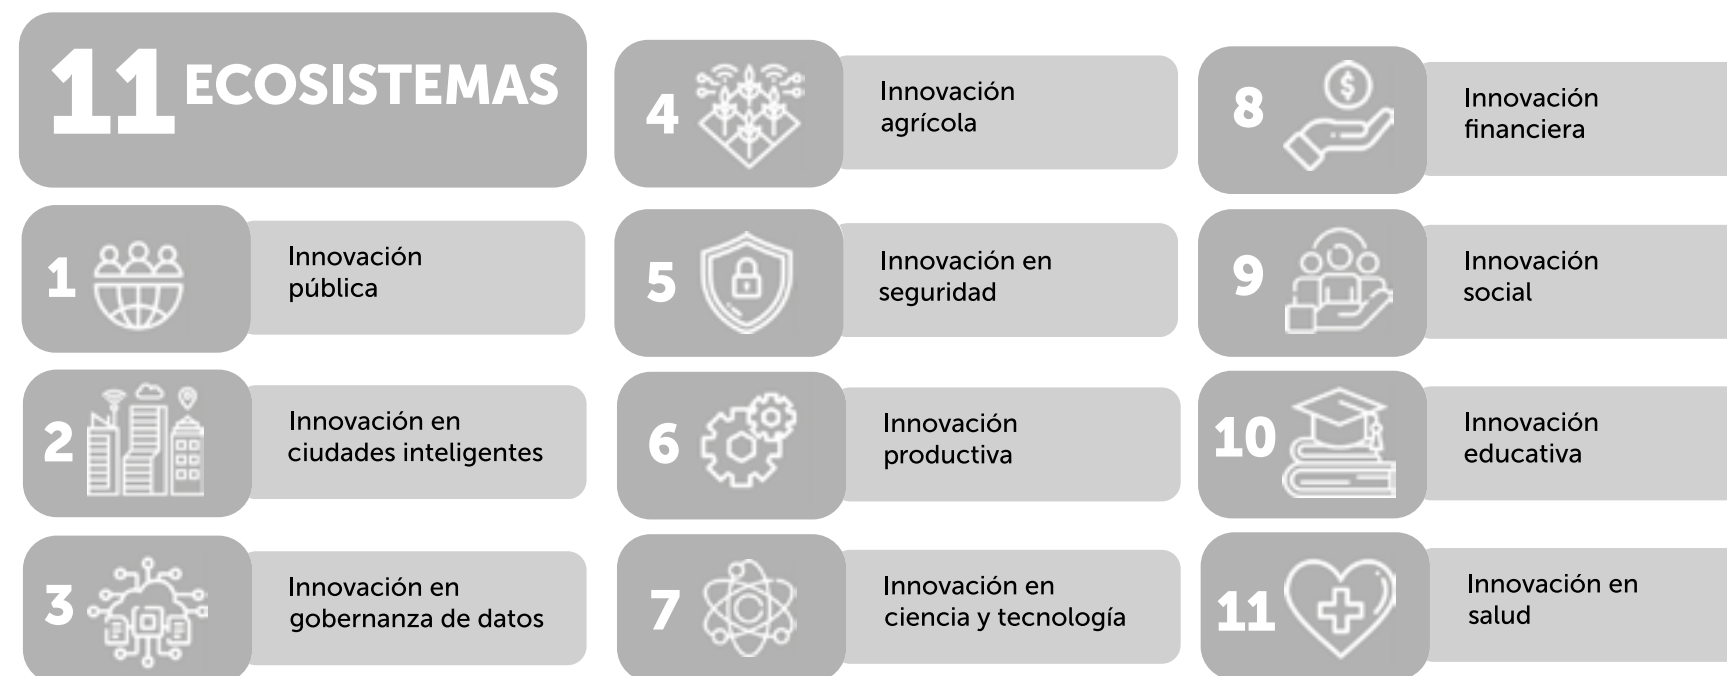 11 ECOSISTEMAS
1
Innovación
pública
2
Innovación en
ciudades inteligentes
3
Innovación en
gobernanza de datos
4
Innovación
agrícola
5
Innovación en
seguridad
6
Innovación
productiva
7
Innovación en
ciencia y tecnología
8
$
Innovación
financiera
9
Innovación
social
10
Innovación
educativa
11
Innovación en
salud